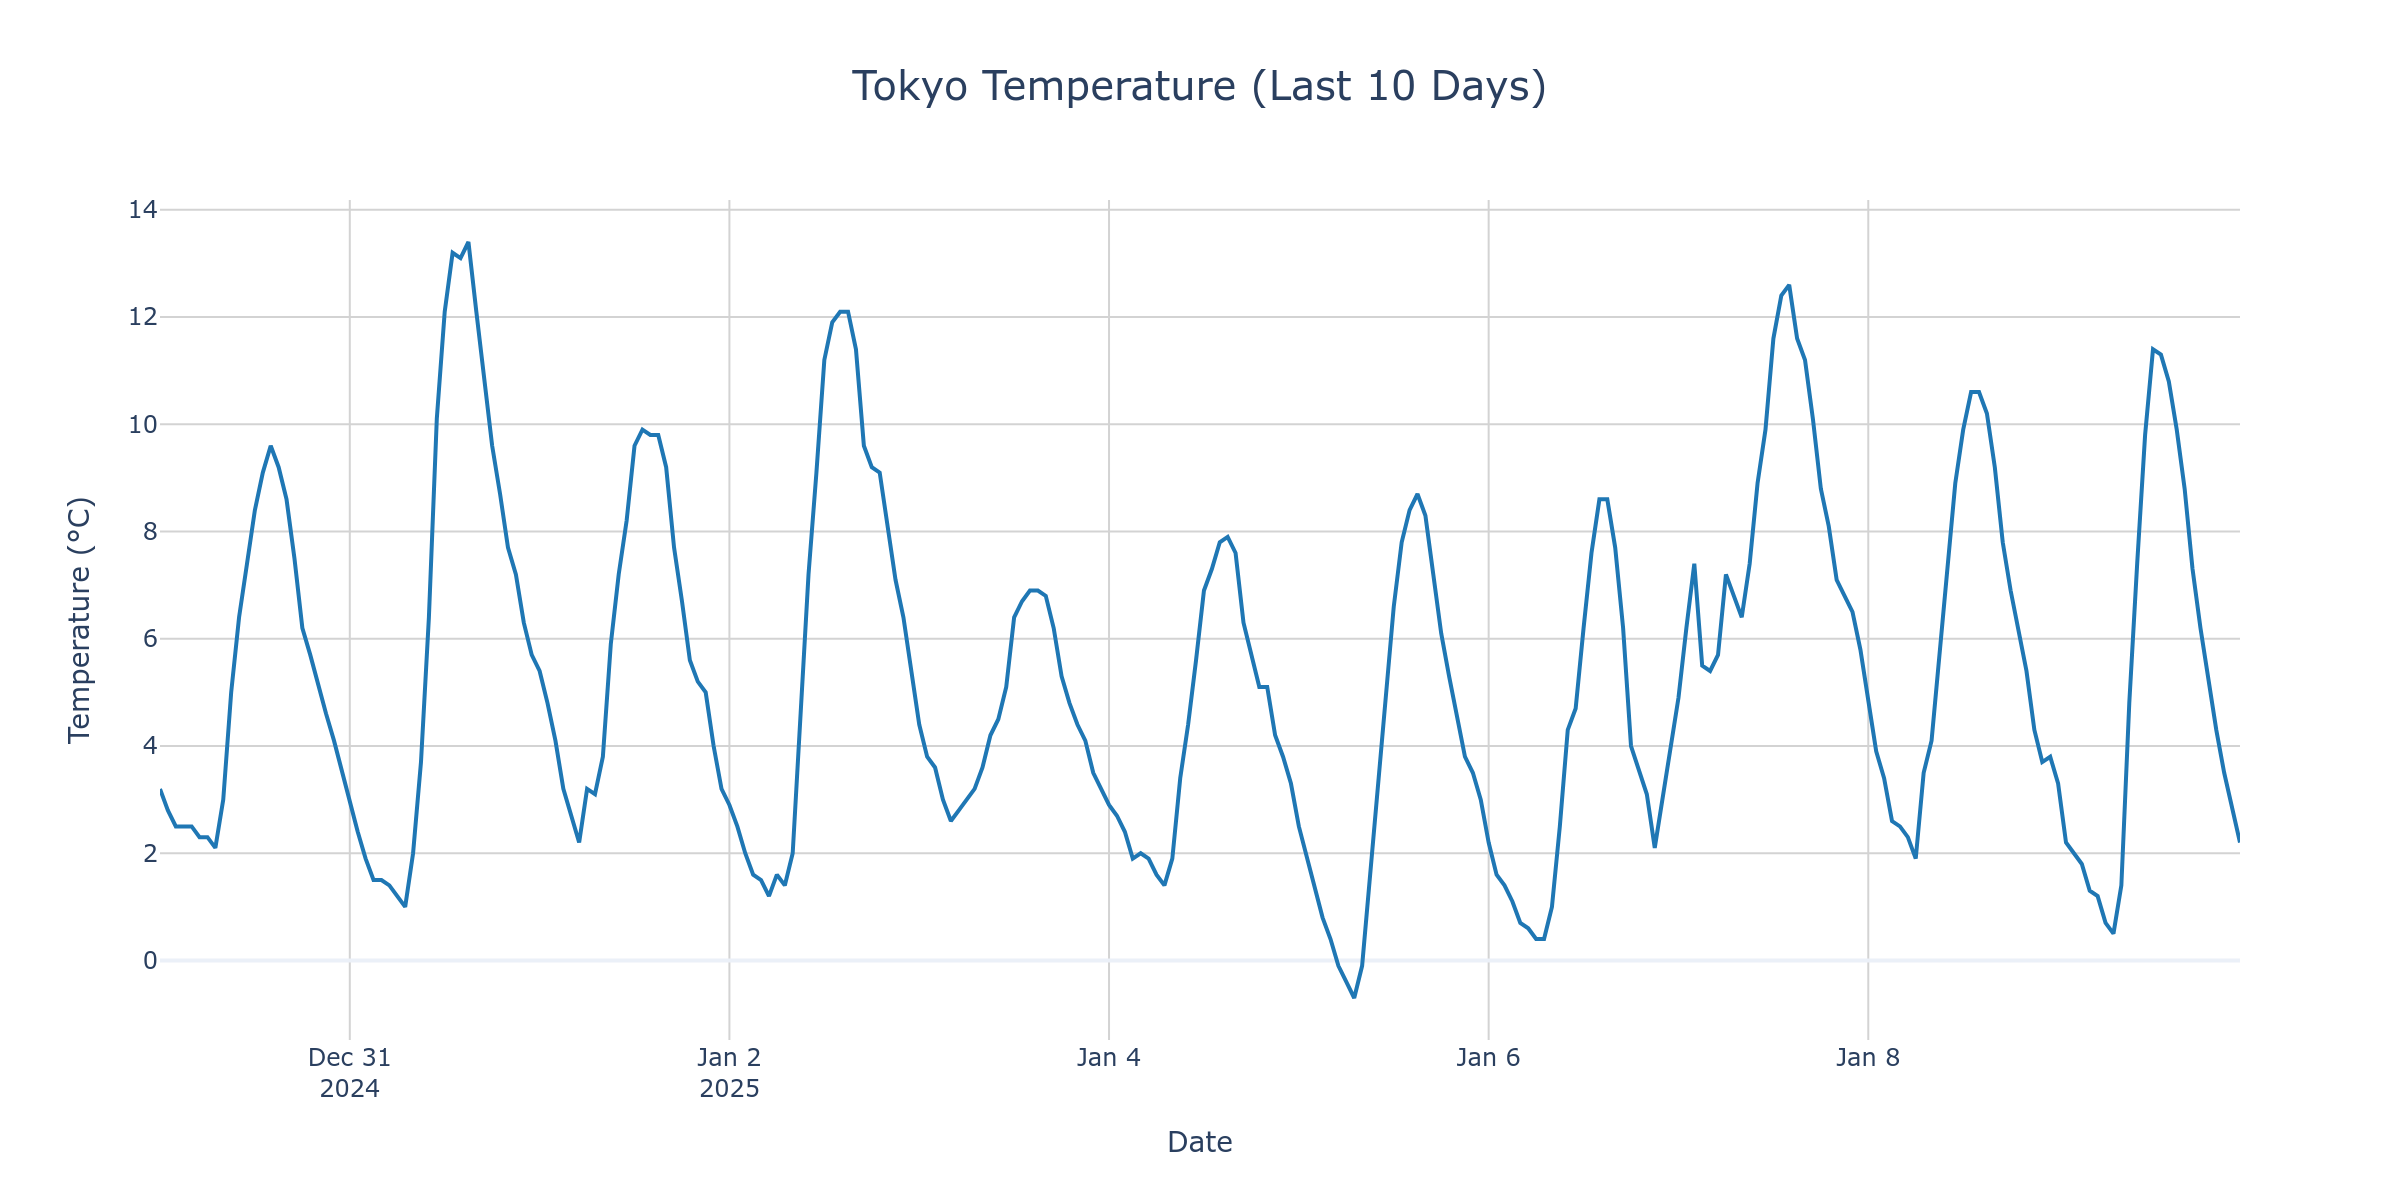 Tokyo Temperature (Last 10 Days)
Temperature (°C)
14
12
10
8
6
4
2
0
Dec 31
2024
Jan 2
2025
Jan 4
Jan 6
Jan 8
Date